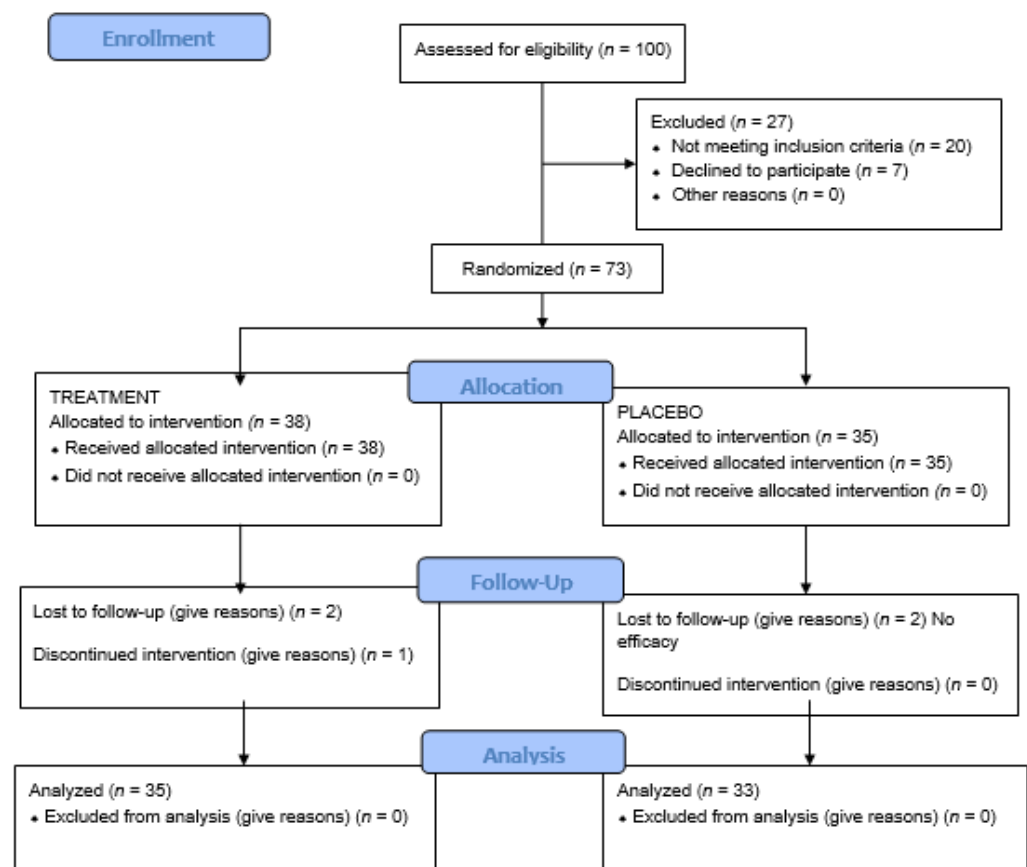 Enrollment
Assessed for eligibility (n = 100)
Excluded (n = 27)
• Not meeting inclusion criteria (n = 20)
• Declined to participate (n = 7)
• Other reasons (n = 0)
Randomized (n = 73)
Allocation
TREATMENT
Allocated to intervention (n = 38)
• Received allocated intervention (n = 38)
• Did not receive allocated intervention (n = 0)
PLACEBO
Allocated to intervention (n = 35)
• Received allocated intervention (n = 35)
• Did not receive allocated intervention (n = 0)
Follow-Up
Lost to follow-up (give reasons) (n = 2)
Discontinued intervention (give reasons) (n = 1)
Lost to follow-up (give reasons) (n = 2) No
efficacy
Discontinued intervention (give reasons) (n = 0)
Analysis
Analyzed (n = 35)
• Excluded from analysis (give reasons) (n = 0)
Analyzed (n = 33)
• Excluded from analysis (give reasons) (n = 0)